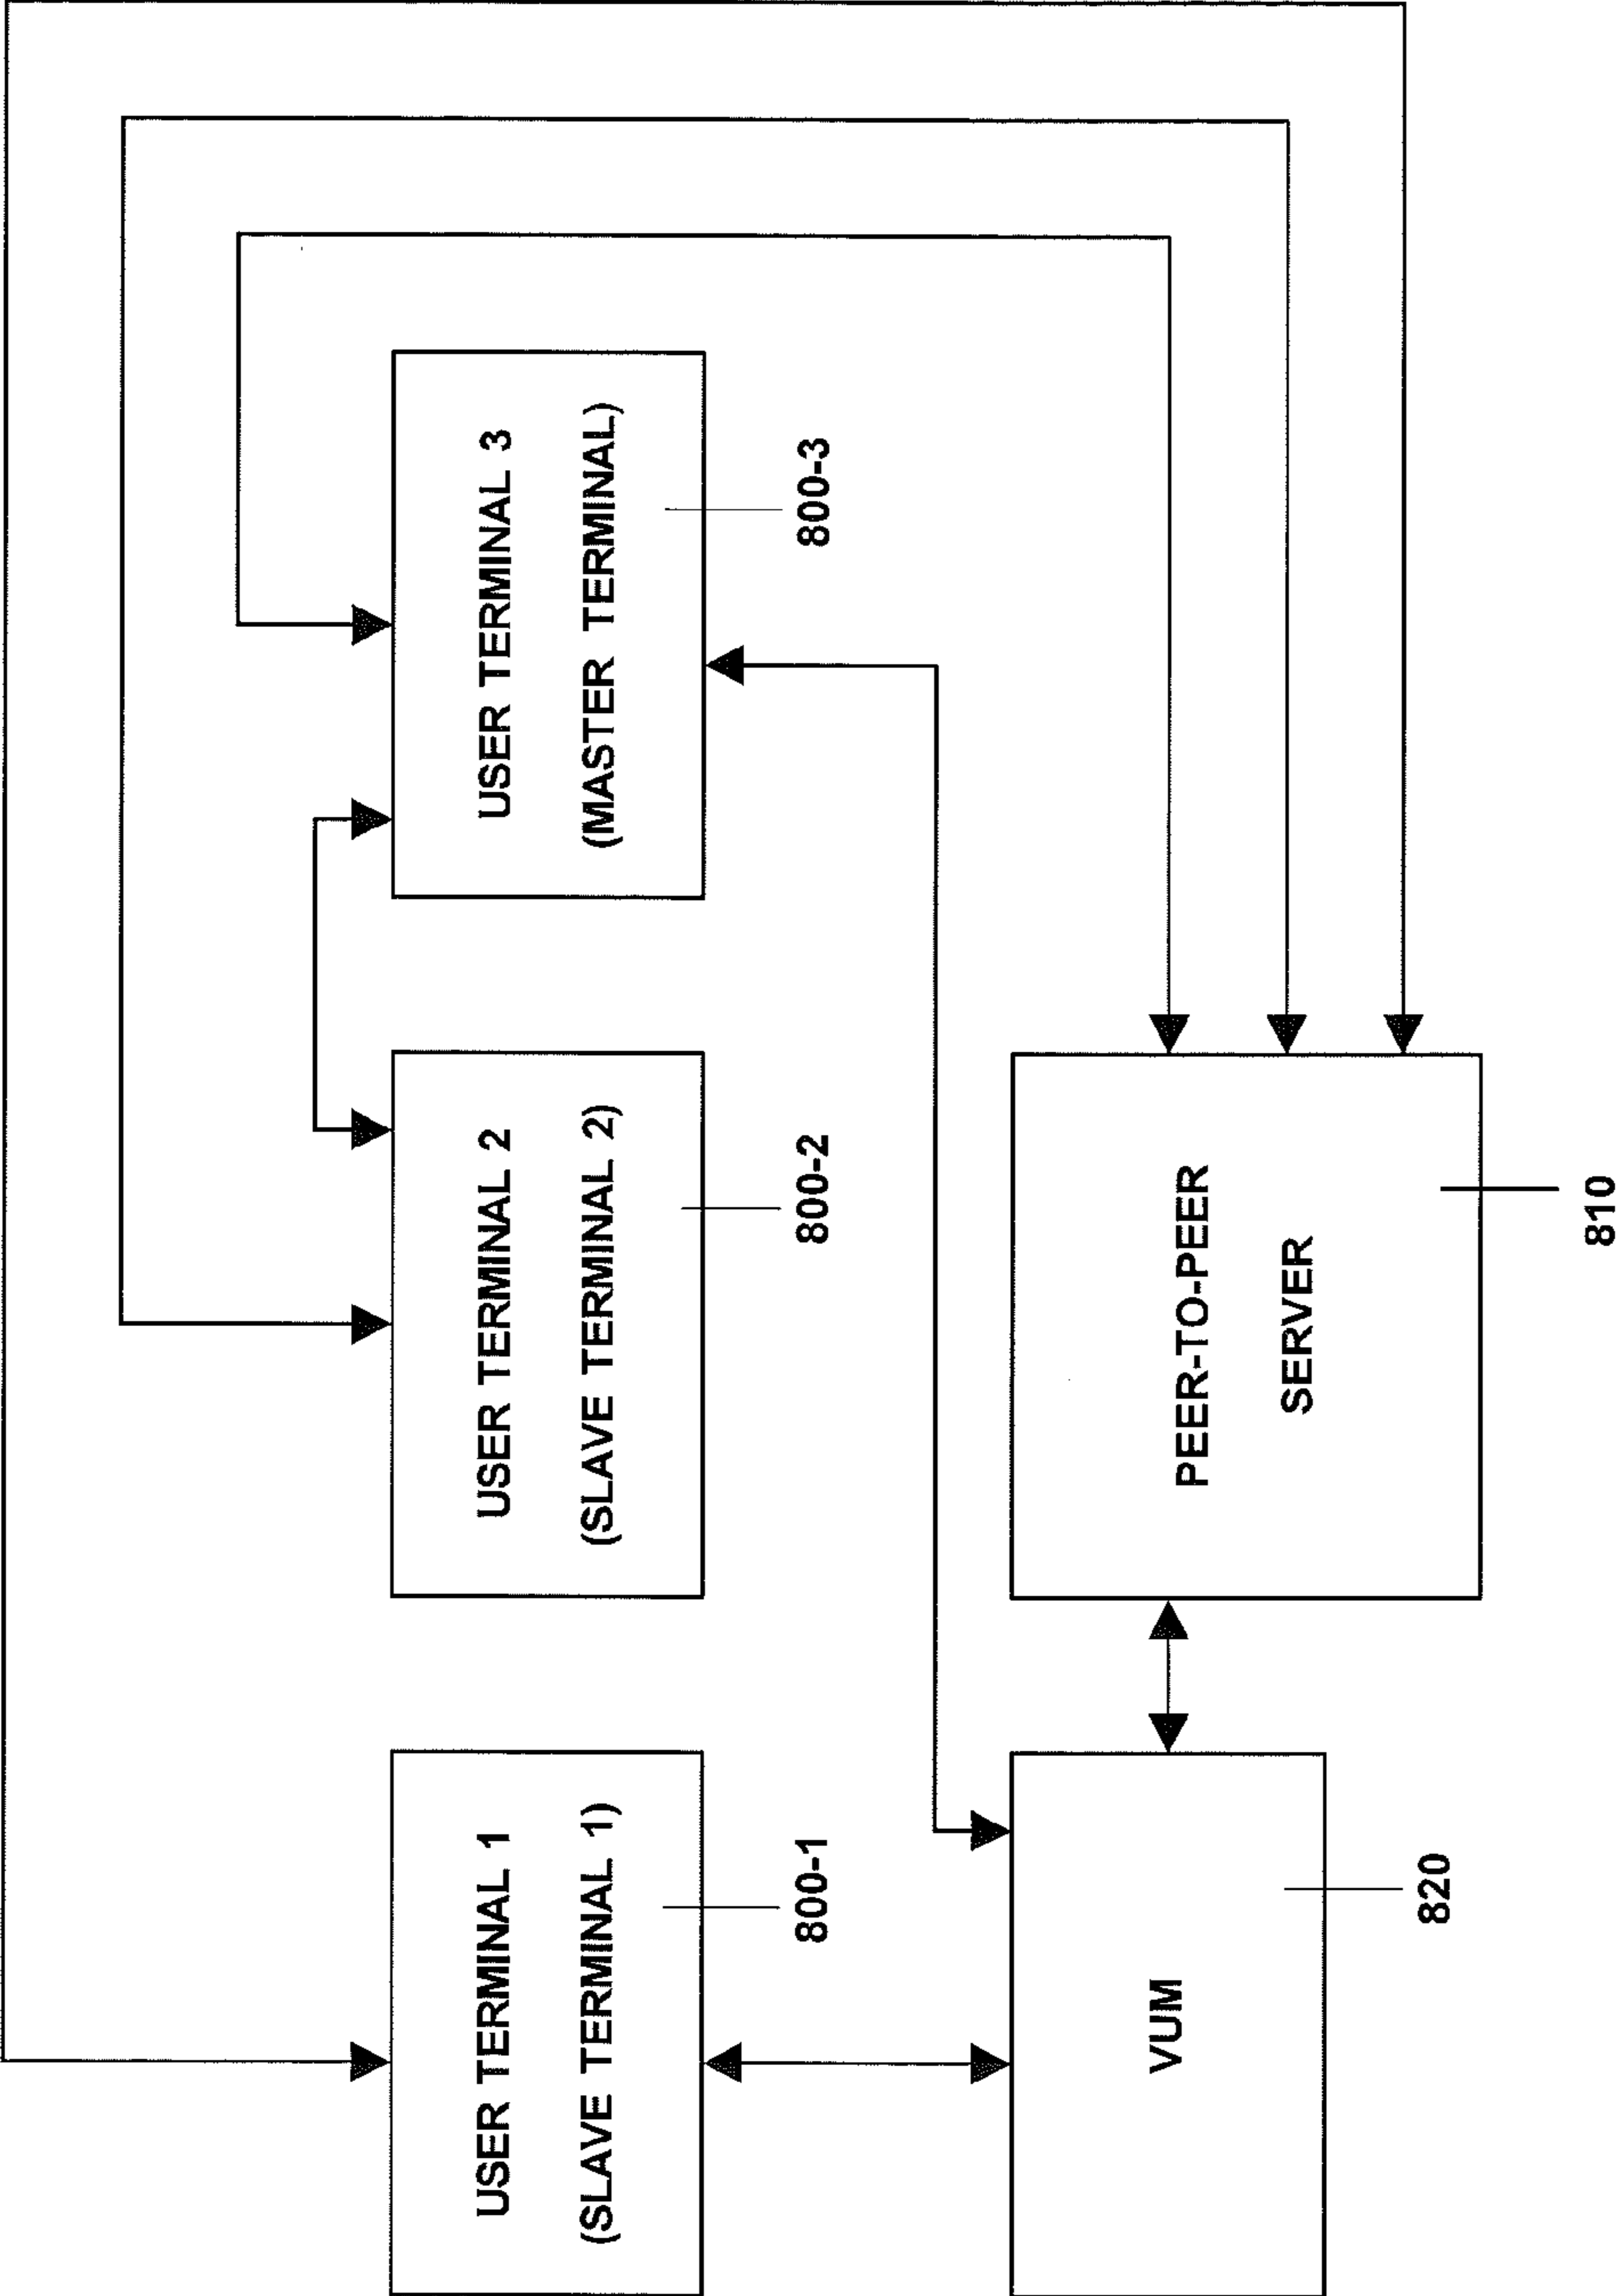 USER TERMINAL 1
(SLAVE TERMINAL 1)
800-1
USER TERMINAL 2
(SLAVE TERMINAL 2)
800-2
USER TERMINAL 3
(MASTER TERMINAL)
800-3
VUM
820
PEER-TO-PEER
SERVER
810